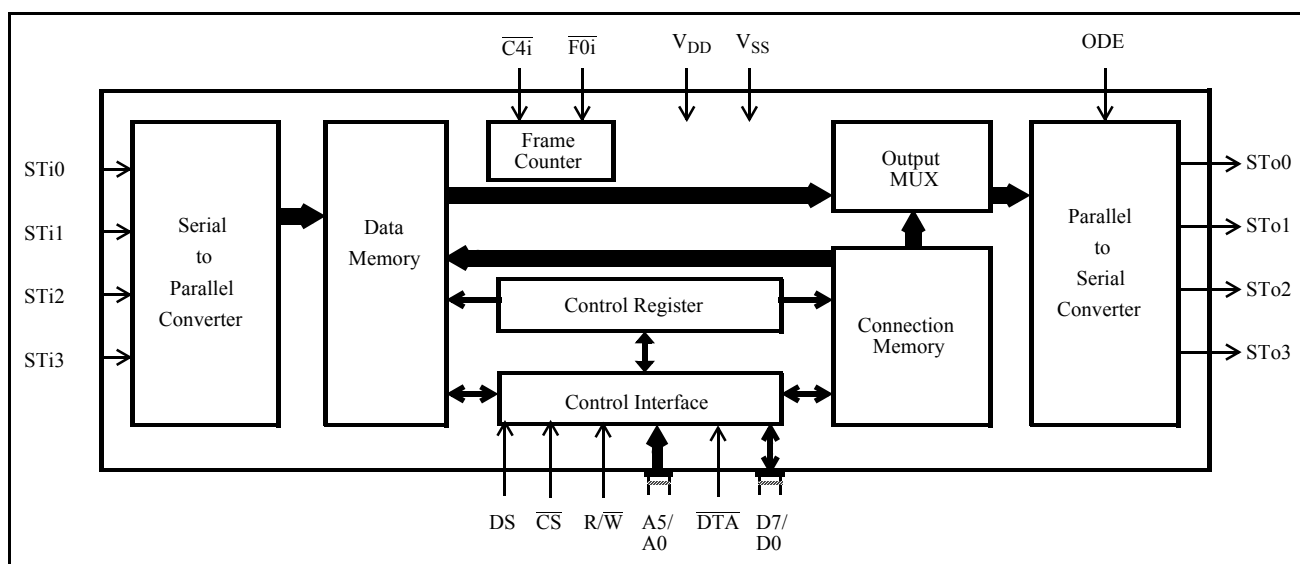 C4i F0i V_DD V_SS ODE
Frame
Counter
Output
MUX
STi0
STi1
STi2
STi3
Serial
to
Parallel
Converter
Data
Memory
Control Register
Control Interface
Connection
Memory
Parallel
to
Serial
Converter
STo0
STo1
STo2
STo3
DS CS R/W A5/ DTA D7/
A0 D0